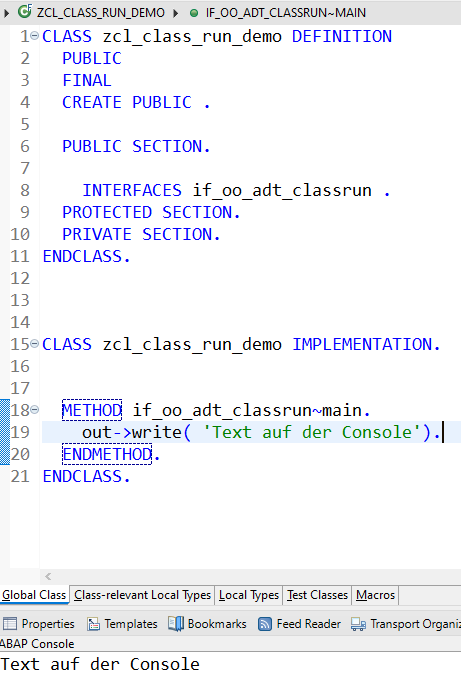 ZCL_CLASS_RUN_DEMO IF_OO_ADT_CLASSRUN~MAIN
1 CLASS zcl_class_run_demo DEFINITION
2 PUBLIC
3 FINAL
4 CREATE PUBLIC .
5
6 PUBLIC SECTION.
7
8 INTERFACES if_oo_adt_classrun .
9 PROTECTED SECTION.
10 PRIVATE SECTION.
11 ENDCLASS.
12
13
14
15 CLASS zcl_class_run_demo IMPLEMENTATION.
16
17
18 METHOD if_oo_adt_classrun~main.
19 out->write( 'Text auf der Console').
20 ENDMETHOD.
21 ENDCLASS.
Global Class Class-relevant Local Types Local Types Test Classes Macros
Properties Templates Bookmarks Feed Reader Transport Organiz
ABAP Console
Text auf der Console